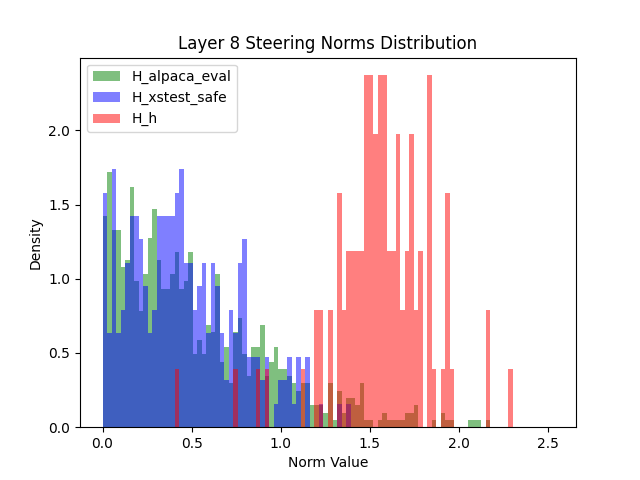 Layer 8 Steering Norms Distribution
H_alpaca_eval
H_xstest_safe
H_h
Density
2.0
1.5
1.0
0.5
0.0
0.0 0.5 1.0 1.5 2.0 2.5
Norm Value